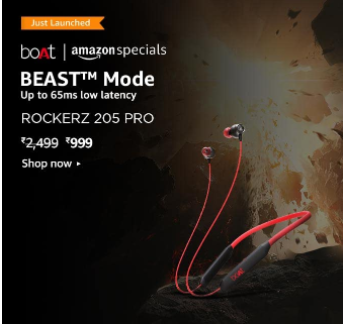 Just Launched
boAt | amazonspecials
BEAST™ Mode
Up to 65ms low latency
ROCKERZ 205 PRO
₹2,499 ₹999
Shop now ▸